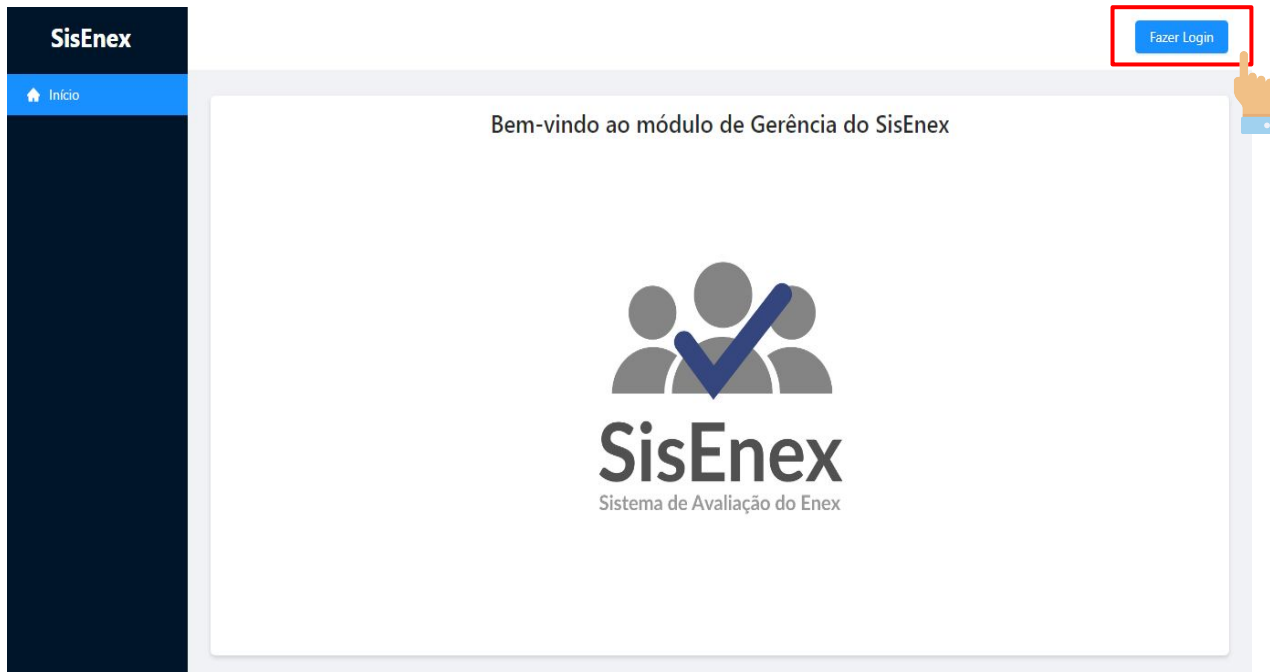 SisEnex
Fazer Login
Início
Bem-vindo ao módulo de Gerência do SisEnex
SisEnex
Sistema de Avaliação do Enex